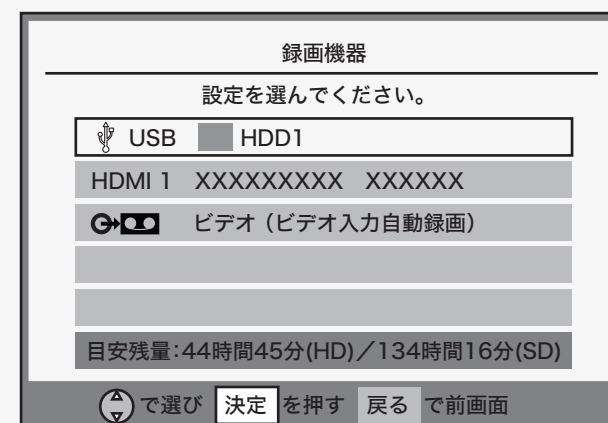 録画機器
設定を選んでください。
USB HDD1
HDMI 1 XXXXXXXXX XXXXXX
ビデオ（ビデオ入力自動録画）
目安残量:44時間45分(HD)／134時間16分(SD)
で選び 決定 を押す 戻る で前画面